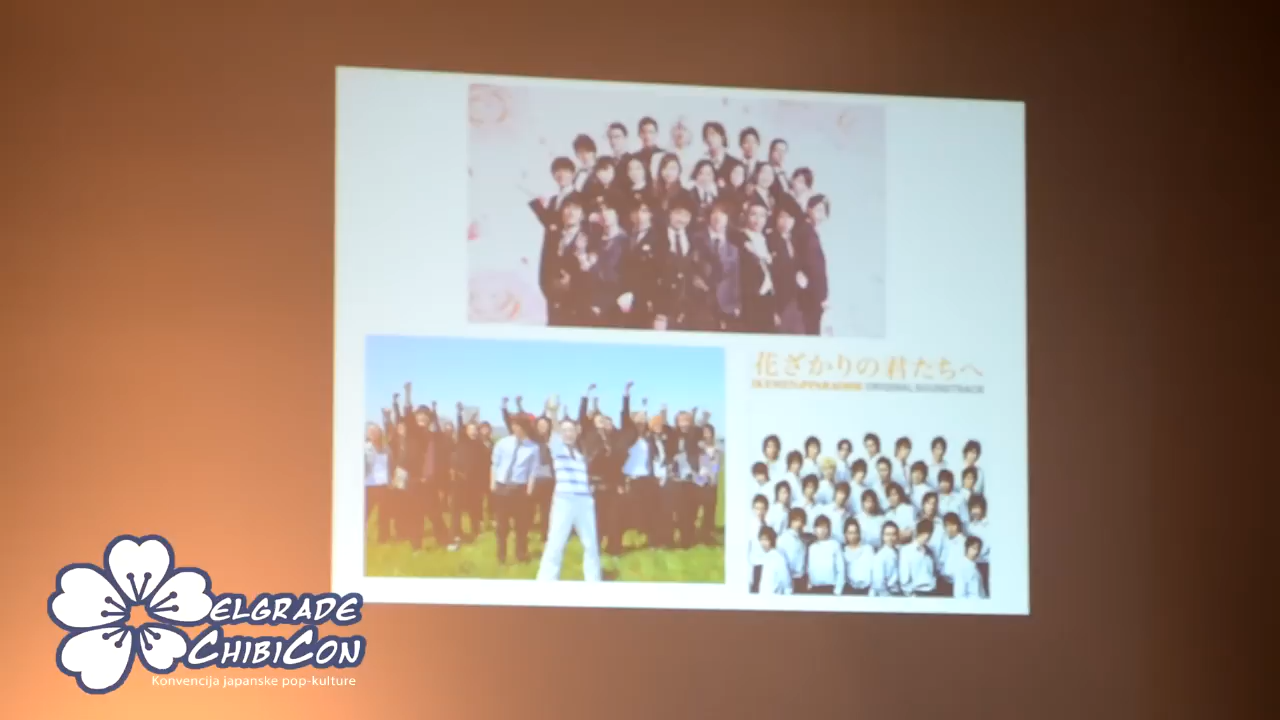 花ざかりの君たちへ
IKEMEN♂PARADISE ORIGINAL SOUNDTRACK
BELGRADE
CHIBICON
Konvencija japanske pop-kulture